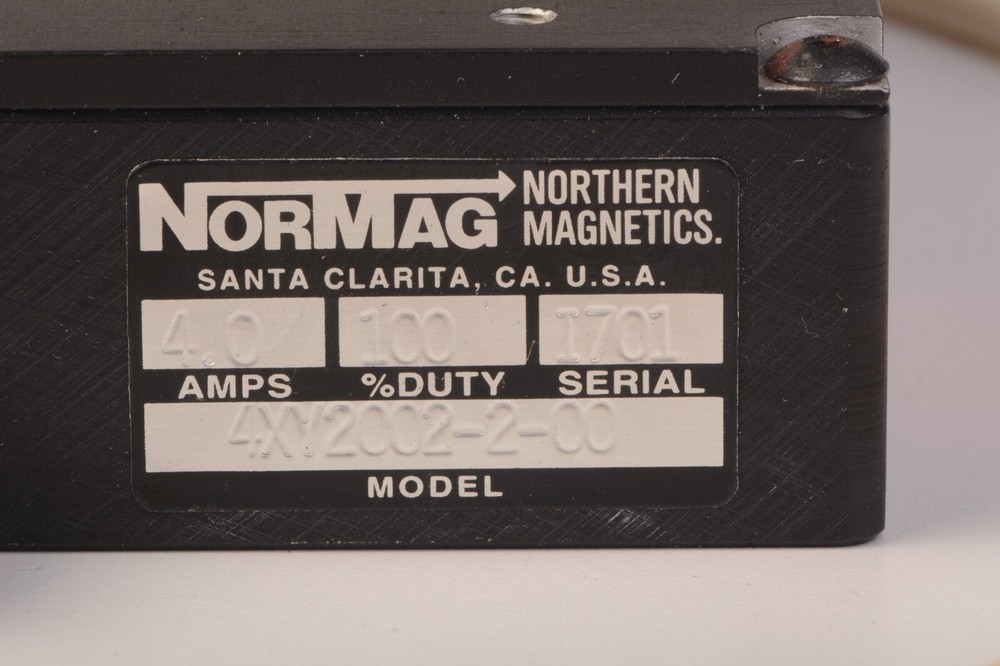 NORMAG NORTHERN
MAGNETICS.
SANTA CLARITA, CA. U.S.A.
4.0 100 1701
AMPS %DUTY SERIAL
4XY2002-2-00
MODEL